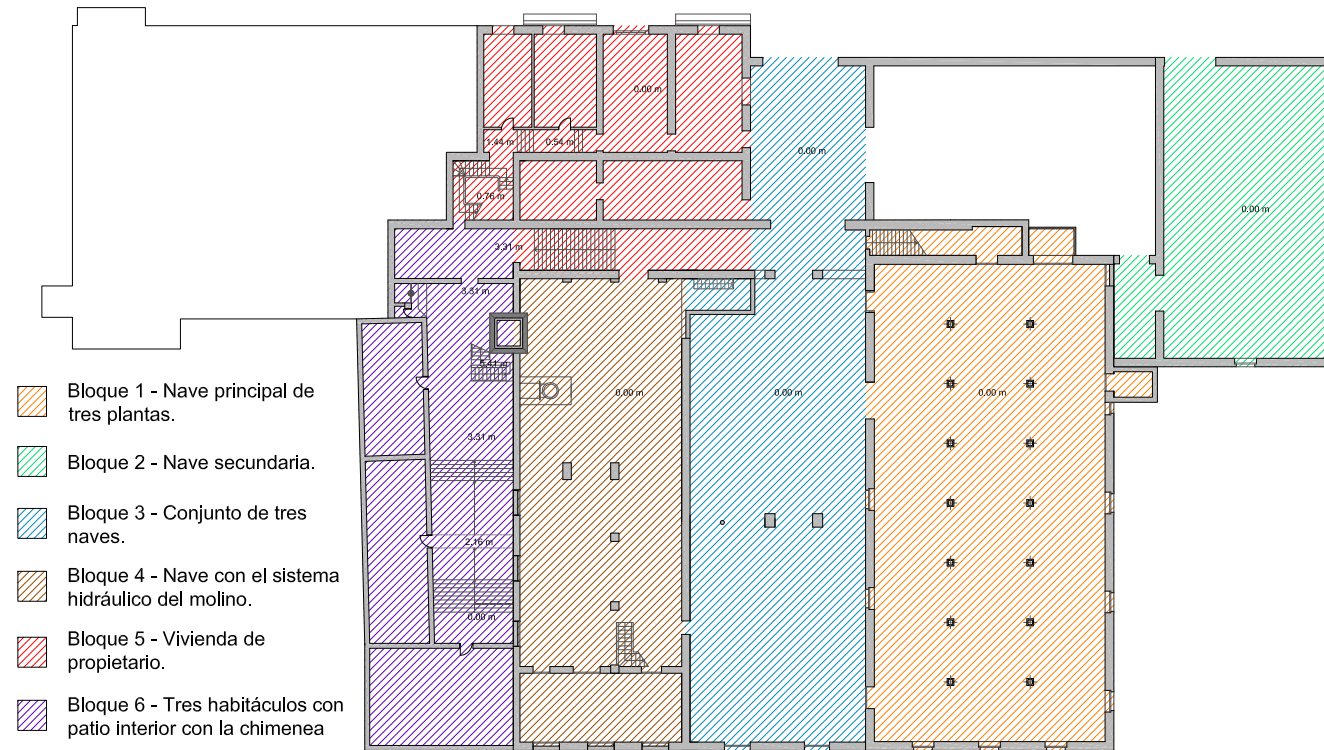 0.00 m
1.44 m
0.54 m
0.00 m
0.76 m
0.00 m
3.31 m
3.31 m
5.41 m
0.00 m
0.00 m
0.00 m
3.31 m
2.16 m
0.00 m
Bloque 1 - Nave principal de
tres plantas.
Bloque 2 - Nave secundaria.
Bloque 3 - Conjunto de tres
naves.
Bloque 4 - Nave con el sistema
hidráulico del molino.
Bloque 5 - Vivienda de
propietario.
Bloque 6 - Tres habitáculos con
patio interior con la chimenea